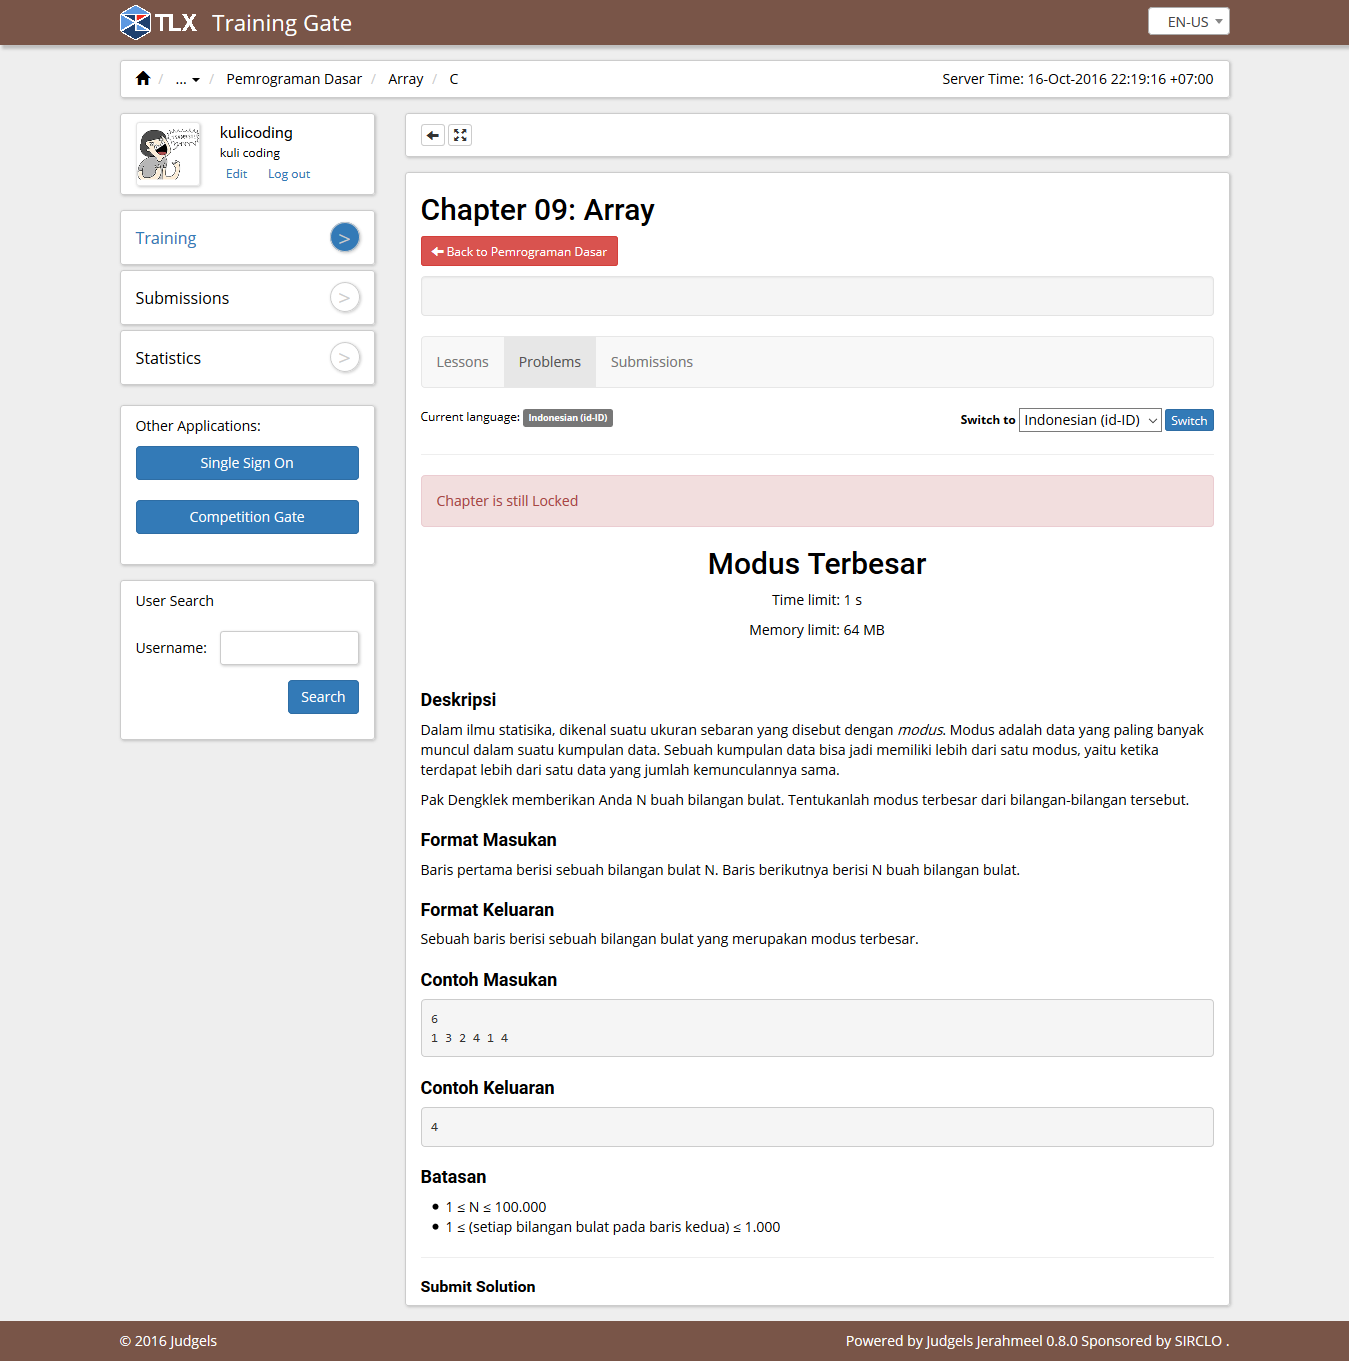 TLX Training Gate
EN-US
... Pemrograman Dasar / Array / C
Server Time: 16-Oct-2016 22:19:16 +07:00
kulicoding
kuli coding
Edit Log out
Training >
Submissions >
Statistics >
Other Applications:
Single Sign On
Competition Gate
User Search
Username:
Search
Chapter 09: Array
Back to Pemrograman Dasar
Lessons Problems Submissions
Current language: Indonesian (id-ID)
Switch to Indonesian (id-ID) Switch
Chapter is still Locked
Modus Terbesar
Time limit: 1 s
Memory limit: 64 MB
Deskripsi
Dalam ilmu statisika, dikenal suatu ukuran sebaran yang disebut dengan modus. Modus adalah data yang paling banyak
muncul dalam suatu kumpulan data. Sebuah kumpulan data bisa jadi memiliki lebih dari satu modus, yaitu ketika
terdapat lebih dari satu data yang jumlah kemunculannya sama.
Pak Dengklek memberikan Anda N buah bilangan bulat. Tentukanlah modus terbesar dari bilangan-bilangan tersebut.
Format Masukan
Baris pertama berisi sebuah bilangan bulat N. Baris berikutnya berisi N buah bilangan bulat.
Format Keluaran
Sebuah baris berisi sebuah bilangan bulat yang merupakan modus terbesar.
Contoh Masukan
6
1 3 2 4 1 4
Contoh Keluaran
4
Batasan
• 1 ≤ N ≤ 100.000
• 1 ≤ (setiap bilangan bulat pada baris kedua) ≤ 1.000
Submit Solution
© 2016 Judgels
Powered by Judgels Jerahmeel 0.8.0 Sponsored by SIRCLO .